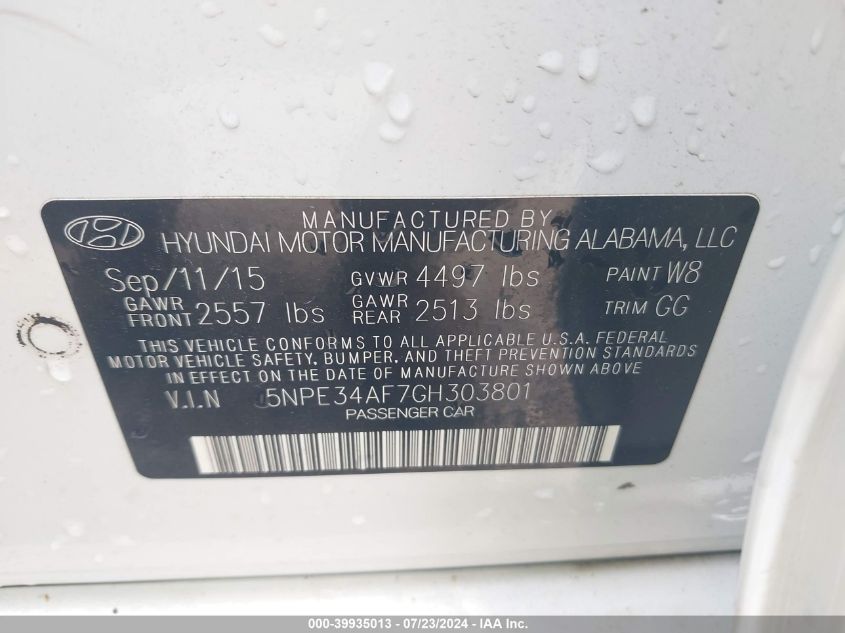 MANUFACTURED BY
HYUNDAI MOTOR MANUFACTURING ALABAMA, LLC
Sep/11/15 GVWR 4497 lbs PAINT W8
GAWR FRONT 2557 lbs GAWR REAR 2513 lbs TRIM GG
THIS VEHICLE CONFORMS TO ALL APPLICABLE U.S.A. FEDERAL
MOTOR VEHICLE SAFETY, BUMPER, AND THEFT PREVENTION STANDARDS
IN EFFECT ON THE DATE OF MANUFACTURE SHOWN ABOVE.
V.I.N 5NPE34AF7GH303801
PASSENGER CAR
000-39935013 - 07/23/2024 - IAA Inc.